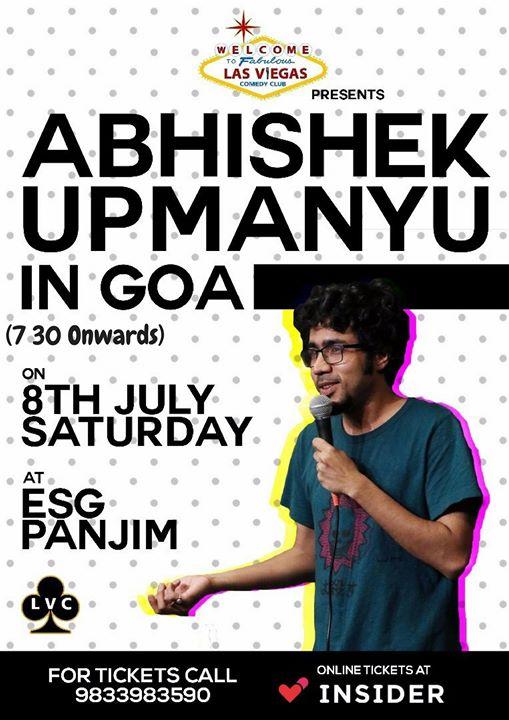 WELCOME
TO Fabulous
LAS VIEGAS
COMEDY CLUB
PRESENTS
ABHISHEK
UPMANYU
IN GOA
(7 30 Onwards)
ON
8TH JULY
SATURDAY
AT
ESG
PANJIM
LVC
FOR TICKETS CALL
9833983590
ONLINE TICKETS AT
INSIDER